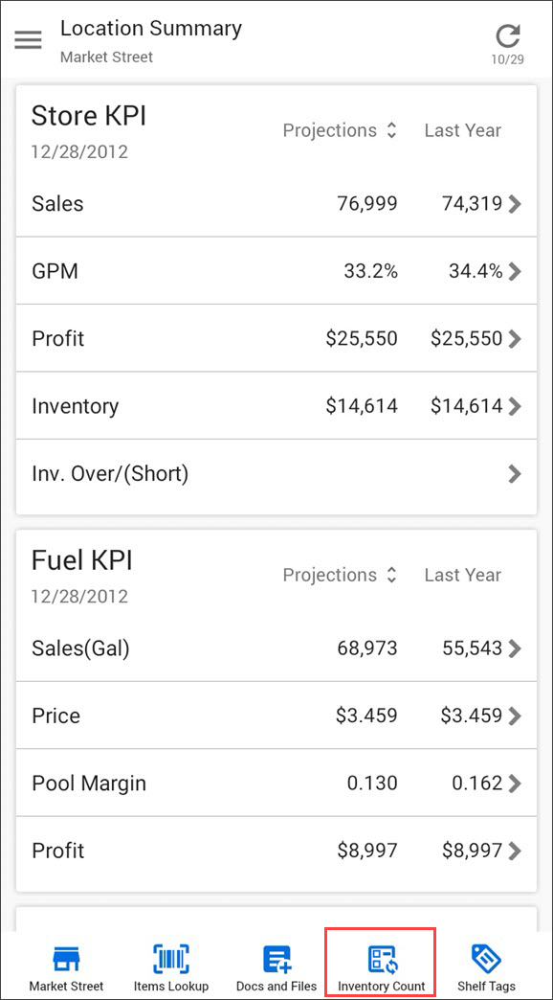 Location Summary
Market Street
10/29
Store KPI
12/28/2012
Projections Last Year
Sales 76,999 74,319
GPM 33.2% 34.4%
Profit $25,550 $25,550
Inventory $14,614 $14,614
Inv. Over/(Short)
Fuel KPI
12/28/2012
Projections Last Year
Sales(Gal) 68,973 55,543
Price $3.459 $3.459
Pool Margin 0.130 0.162
Profit $8,997 $8,997
Market Street Items Lookup Docs and Files Inventory Count Shelf Tags